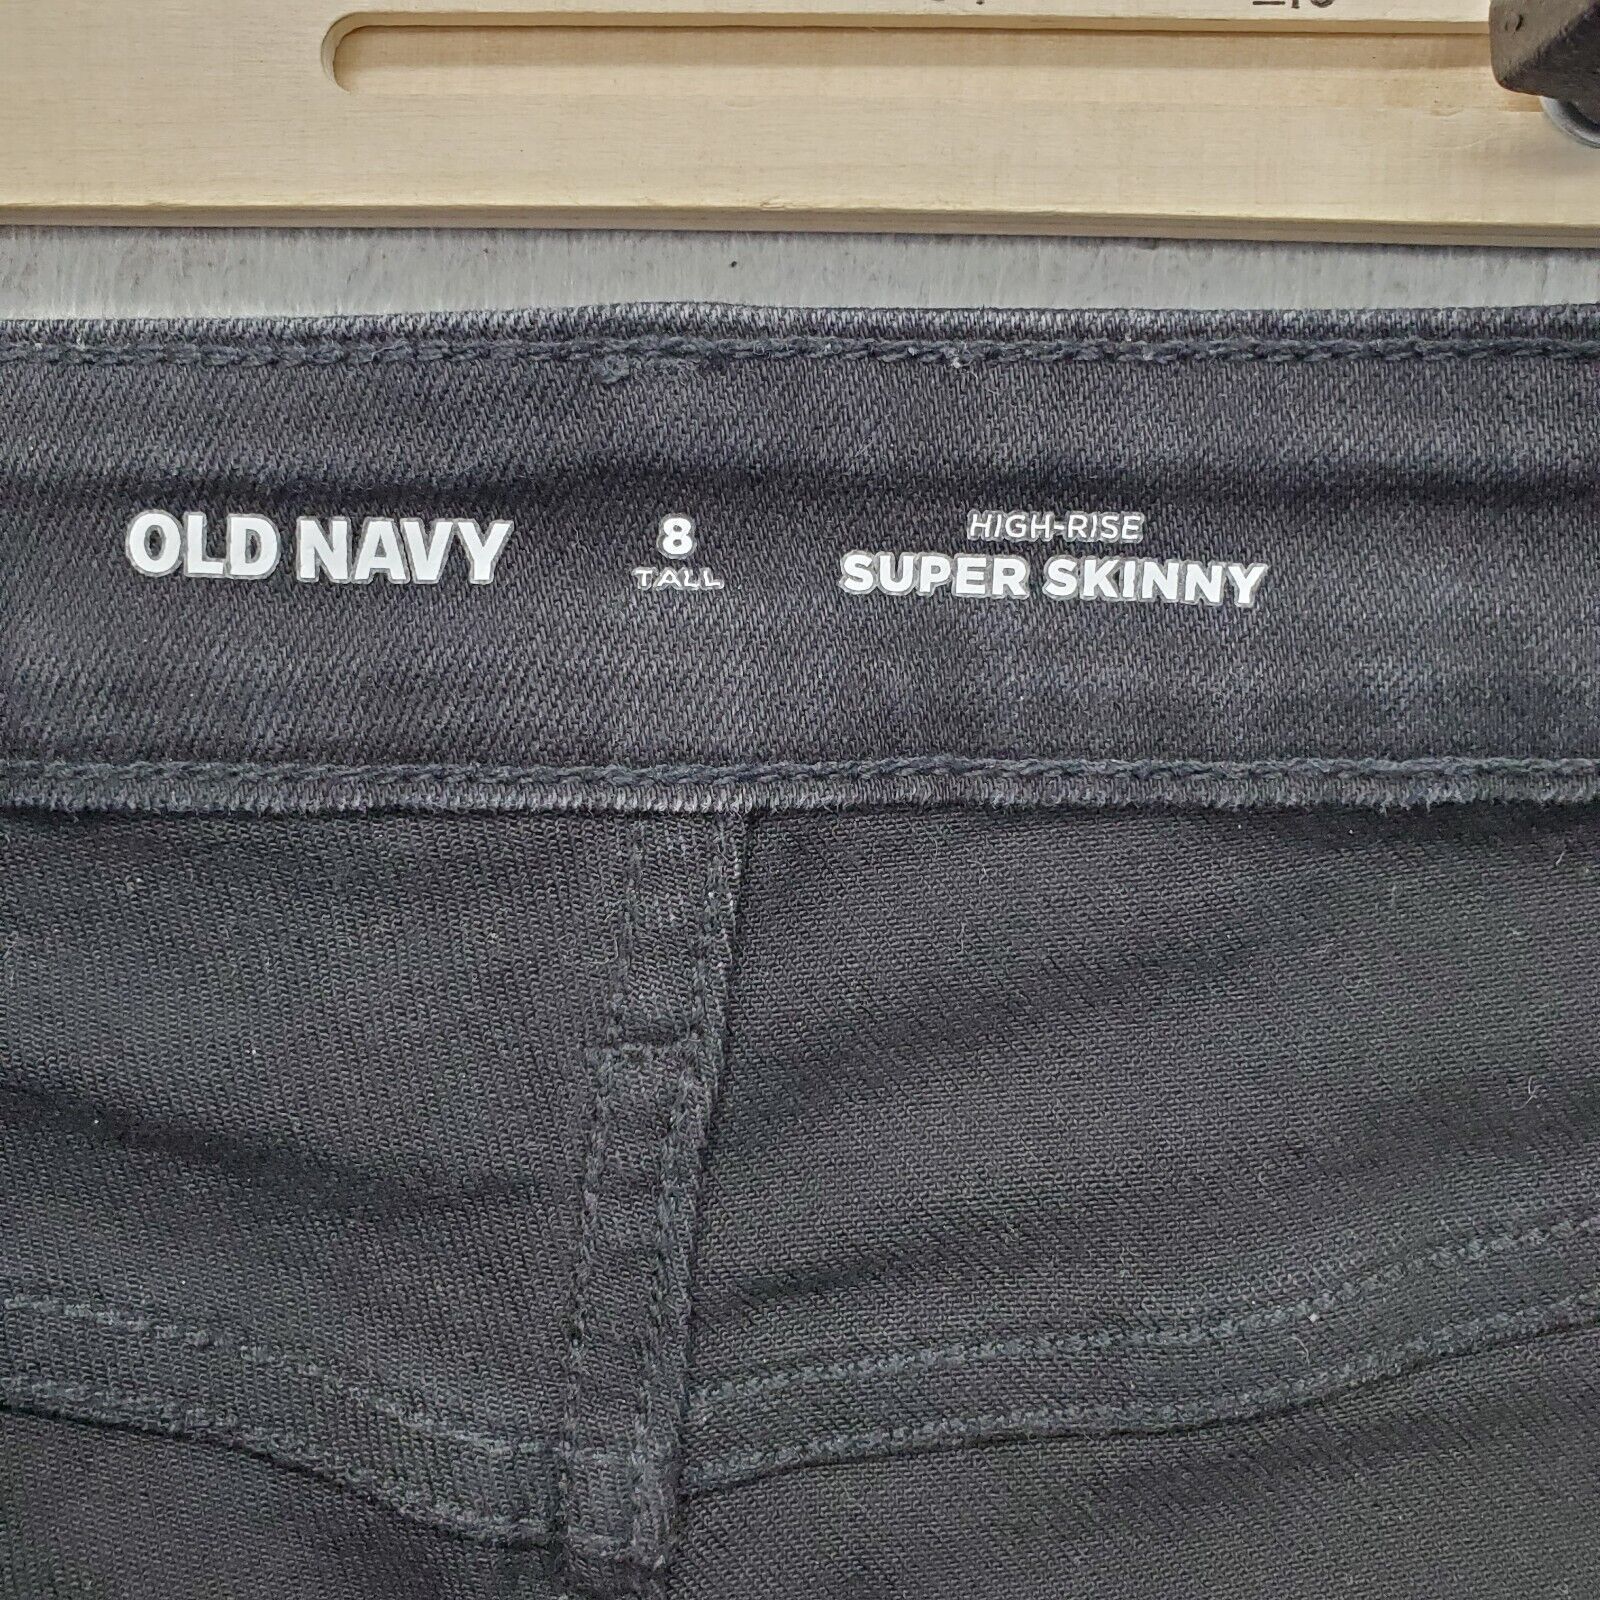 OLD NAVY
8
TALL
HIGH-RISE
SUPER SKINNY